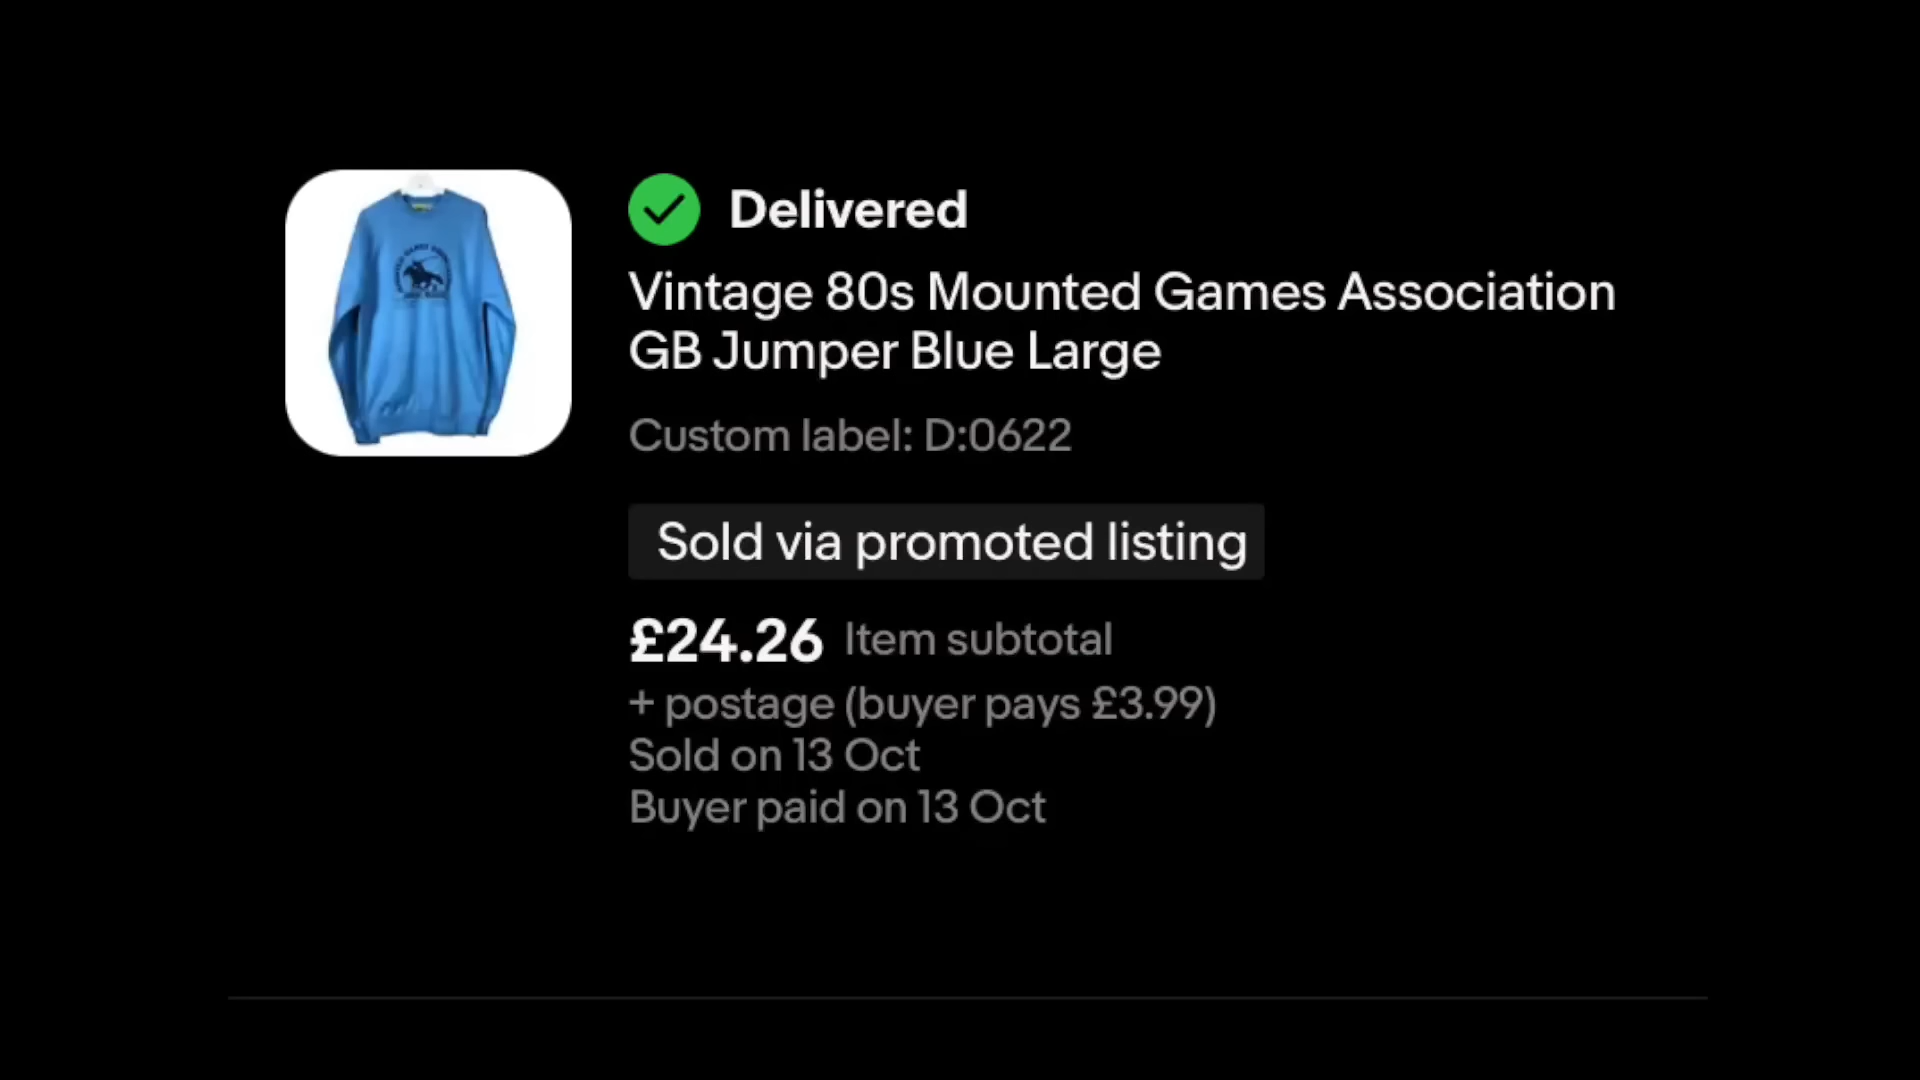 Delivered
Vintage 80s Mounted Games Association
GB Jumper Blue Large
Custom label: D:0622
Sold via promoted listing
£24.26 Item subtotal
+ postage (buyer pays £3.99)
Sold on 13 Oct
Buyer paid on 13 Oct